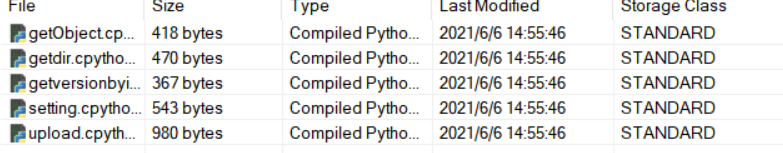 File Size Type Last Modified Storage Class
getObject.cp... 418 bytes Compiled Pytho... 2021/6/6 14:55:46 STANDARD
getdir.cpytho... 470 bytes Compiled Pytho... 2021/6/6 14:55:46 STANDARD
getversionbyi... 367 bytes Compiled Pytho... 2021/6/6 14:55:46 STANDARD
setting.cpytho... 543 bytes Compiled Pytho... 2021/6/6 14:55:46 STANDARD
upload.cpyth... 980 bytes Compiled Pytho... 2021/6/6 14:55:46 STANDARD